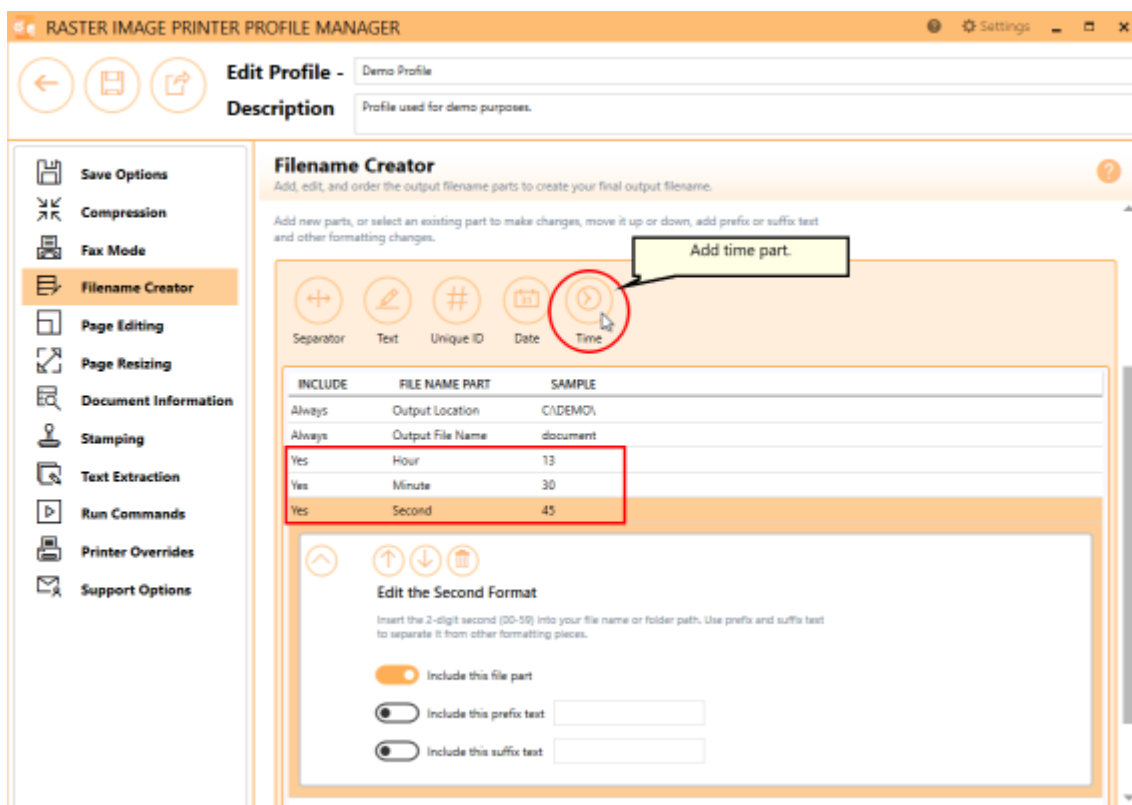 RASTER IMAGE PRINTER PROFILE MANAGER
? Settings
Edit Profile - Demo Profile
Description Profile used for demo purposes.
Save Options
Compression
Fax Mode
Filename Creator
Page Editing
Page Resizing
Document Information
Stamping
Text Extraction
Run Commands
Printer Overrides
Support Options
Filename Creator
?
Add, edit, and order the output filename parts to create your final output filename.
Add new parts, or select an existing part to make changes, move it up or down, add prefix or suffix text
and other formatting changes.
Add time part.
Separator Text Unique ID Date Time
INCLUDE FILE NAME PART SAMPLE
Always Output Location C:\DEMO\
Always Output File Name document
Yes Hour 13
Yes Minute 30
Yes Second 45
Edit the Second Format
Insert the 2-digit second (00-59) into your file name or folder path. Use prefix and suffix text
to separate it from other formatting pieces.
Include this file part
Include this prefix text
Include this suffix text